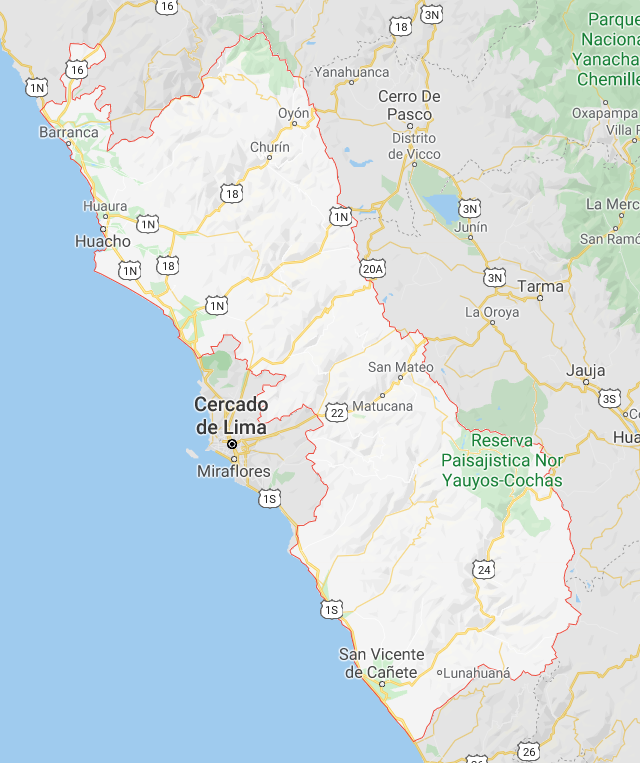 16
3N
18
Parque
Naciona
Yanacha
Chemille
Yanahuanca
16
1N
Cerro De
Pasco
Oyón
Oxapampa
Barranca
Distrito
de Vicco
Villa R
Churín
18
Huaura
1N
1N
3N
La Merc
Junín
Huacho
San Ramó
1N
18
20A
3N
Tarma
1N
La Oroya
San Mateo
Jauja
Cercado
de Lima
22
Matucana
3S
Co
Hua
Reserva
Paisajistica Nor
Yauyos-Cochas
Miraflores
1S
24
1S
San Vicente
de Cañete
Lunahuaná
26
26